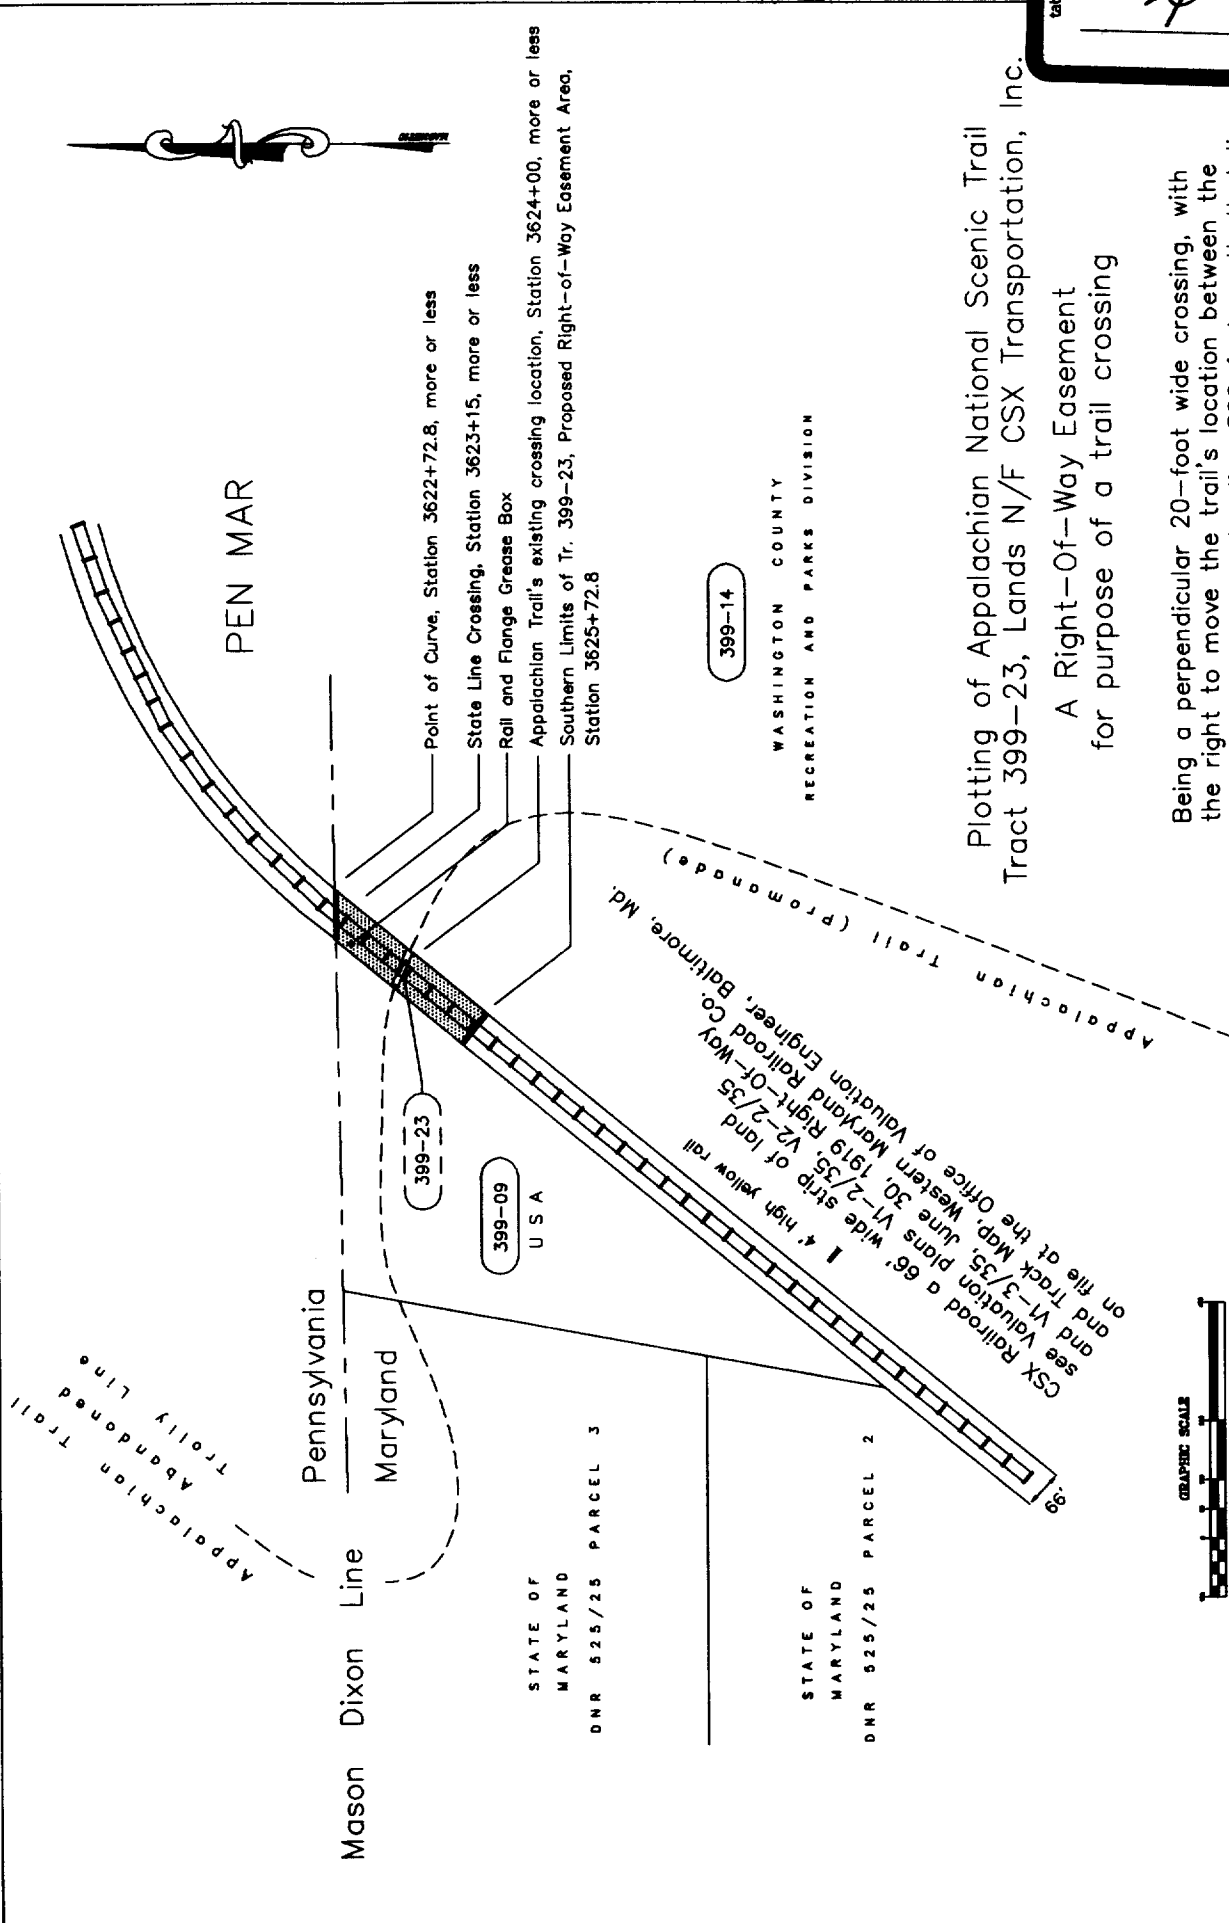 Appalachian Trail
Abandoned
Trolly Line
Mason Dixon Line
Pennsylvania
Maryland
PEN MAR
Point of Curve, Station 3622+72.8, more or less
State Line Crossing, Station 3623+15, more or less
Rail and Flange Grease Box
Appalachian Trail's existing crossing location, Station 3624+00, more or less
Southern Limits of Tr. 399-23, Proposed Right-of-Way Easement Area,
Station 3625+72.8
399-23
399-09
U S A
399-14
WASHINGTON COUNTY
RECREATION AND PARKS DIVISION
STATE OF
MARYLAND
DNR 525/25 PARCEL 3
STATE OF
MARYLAND
DNR 525/25 PARCEL 2
4' high yellow rail
CSX Railroad a 66' wide strip of land
see Valuation plans V1-2/35, V2-2/35
and V1-3/35, June 30, 1919 Right-Of-Way
and Track Map, Western Maryland Railroad Co.
on file at the Office of Valuation Engineer, Baltimore, Md.
66'
Appalachian Trail (Promanade)
Plotting of Appalachian National Scenic Trail
Tract 399-23, Lands N/F CSX Transportation, Inc.
A Right-Of-Way Easement
for purpose of a trail crossing
Being a perpendicular 20-foot wide crossing, with
the right to move the trail's location between the
GRAPHIC SCALE